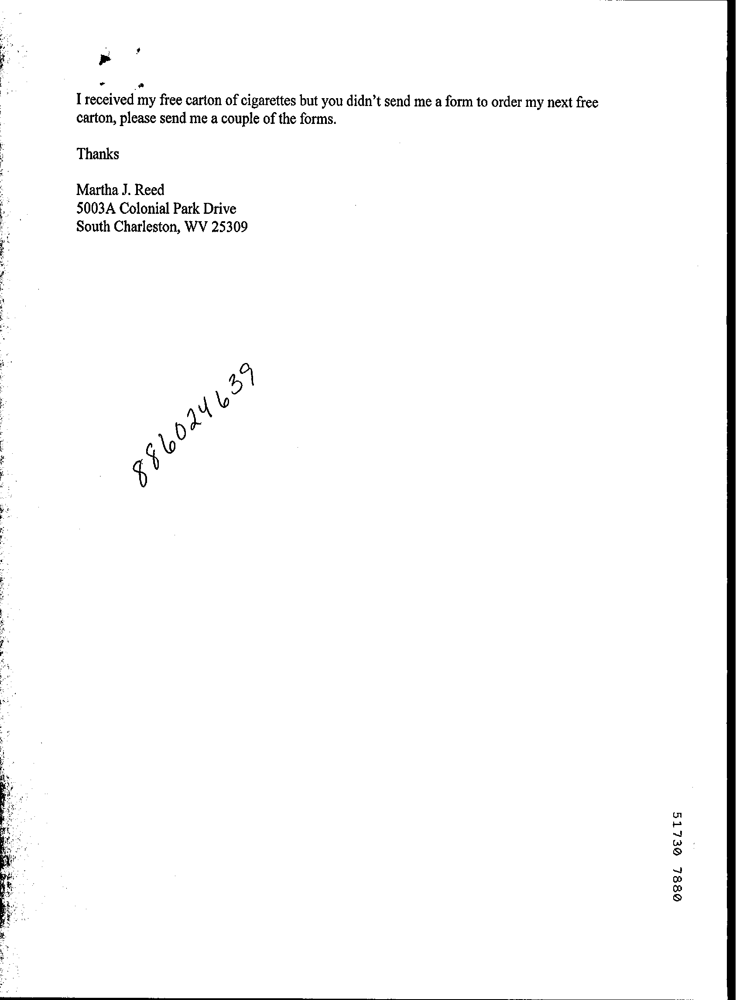 I received my free carton of cigarettes but you didn't send me a form to order my next free
carton, please send me a couple of the forms.
Thanks
Martha J. Reed
5003A Colonial Park Drive
South Charleston, WV 25309
886024639
51730 7880